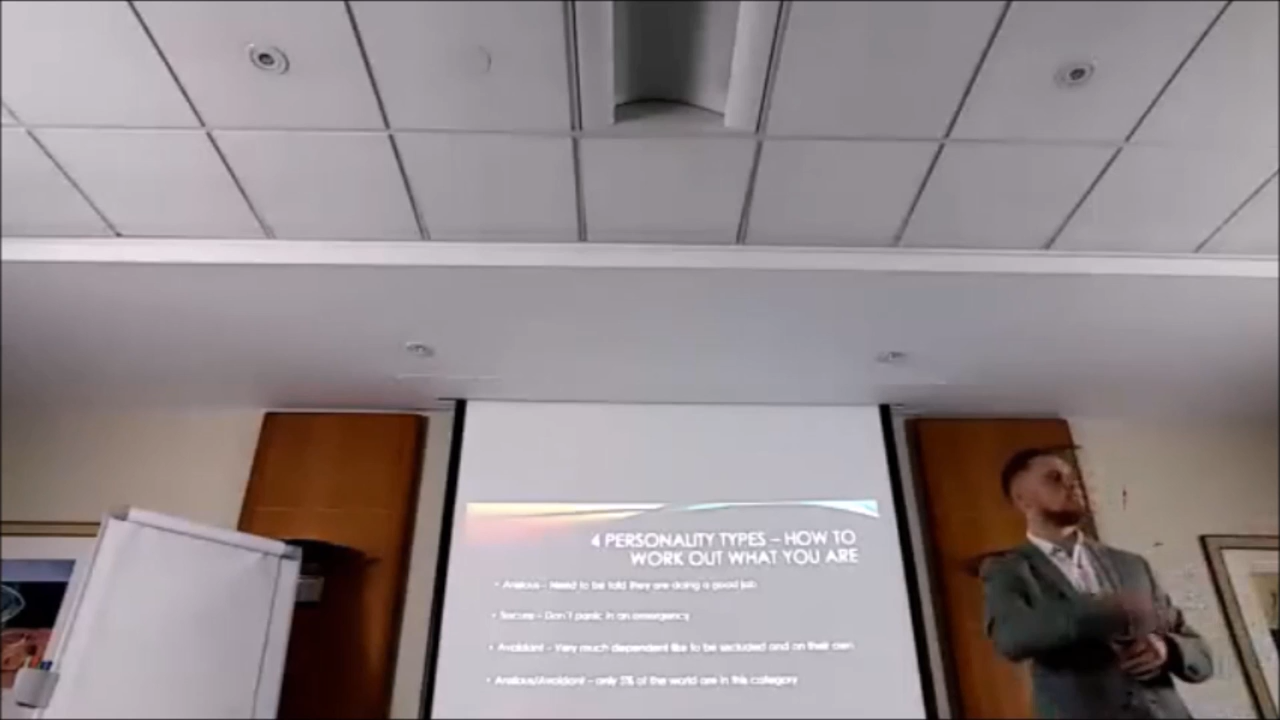 4 PERSONALITY TYPES – HOW TO
WORK OUT WHAT YOU ARE
• Anxious – Need to be told they are doing a good job
• Secure – Don't panic in an emergency
• Avoidant – Very much dependent like to be secluded and on their own
• Anxious/Avoidant – only 5% of the world are in this category